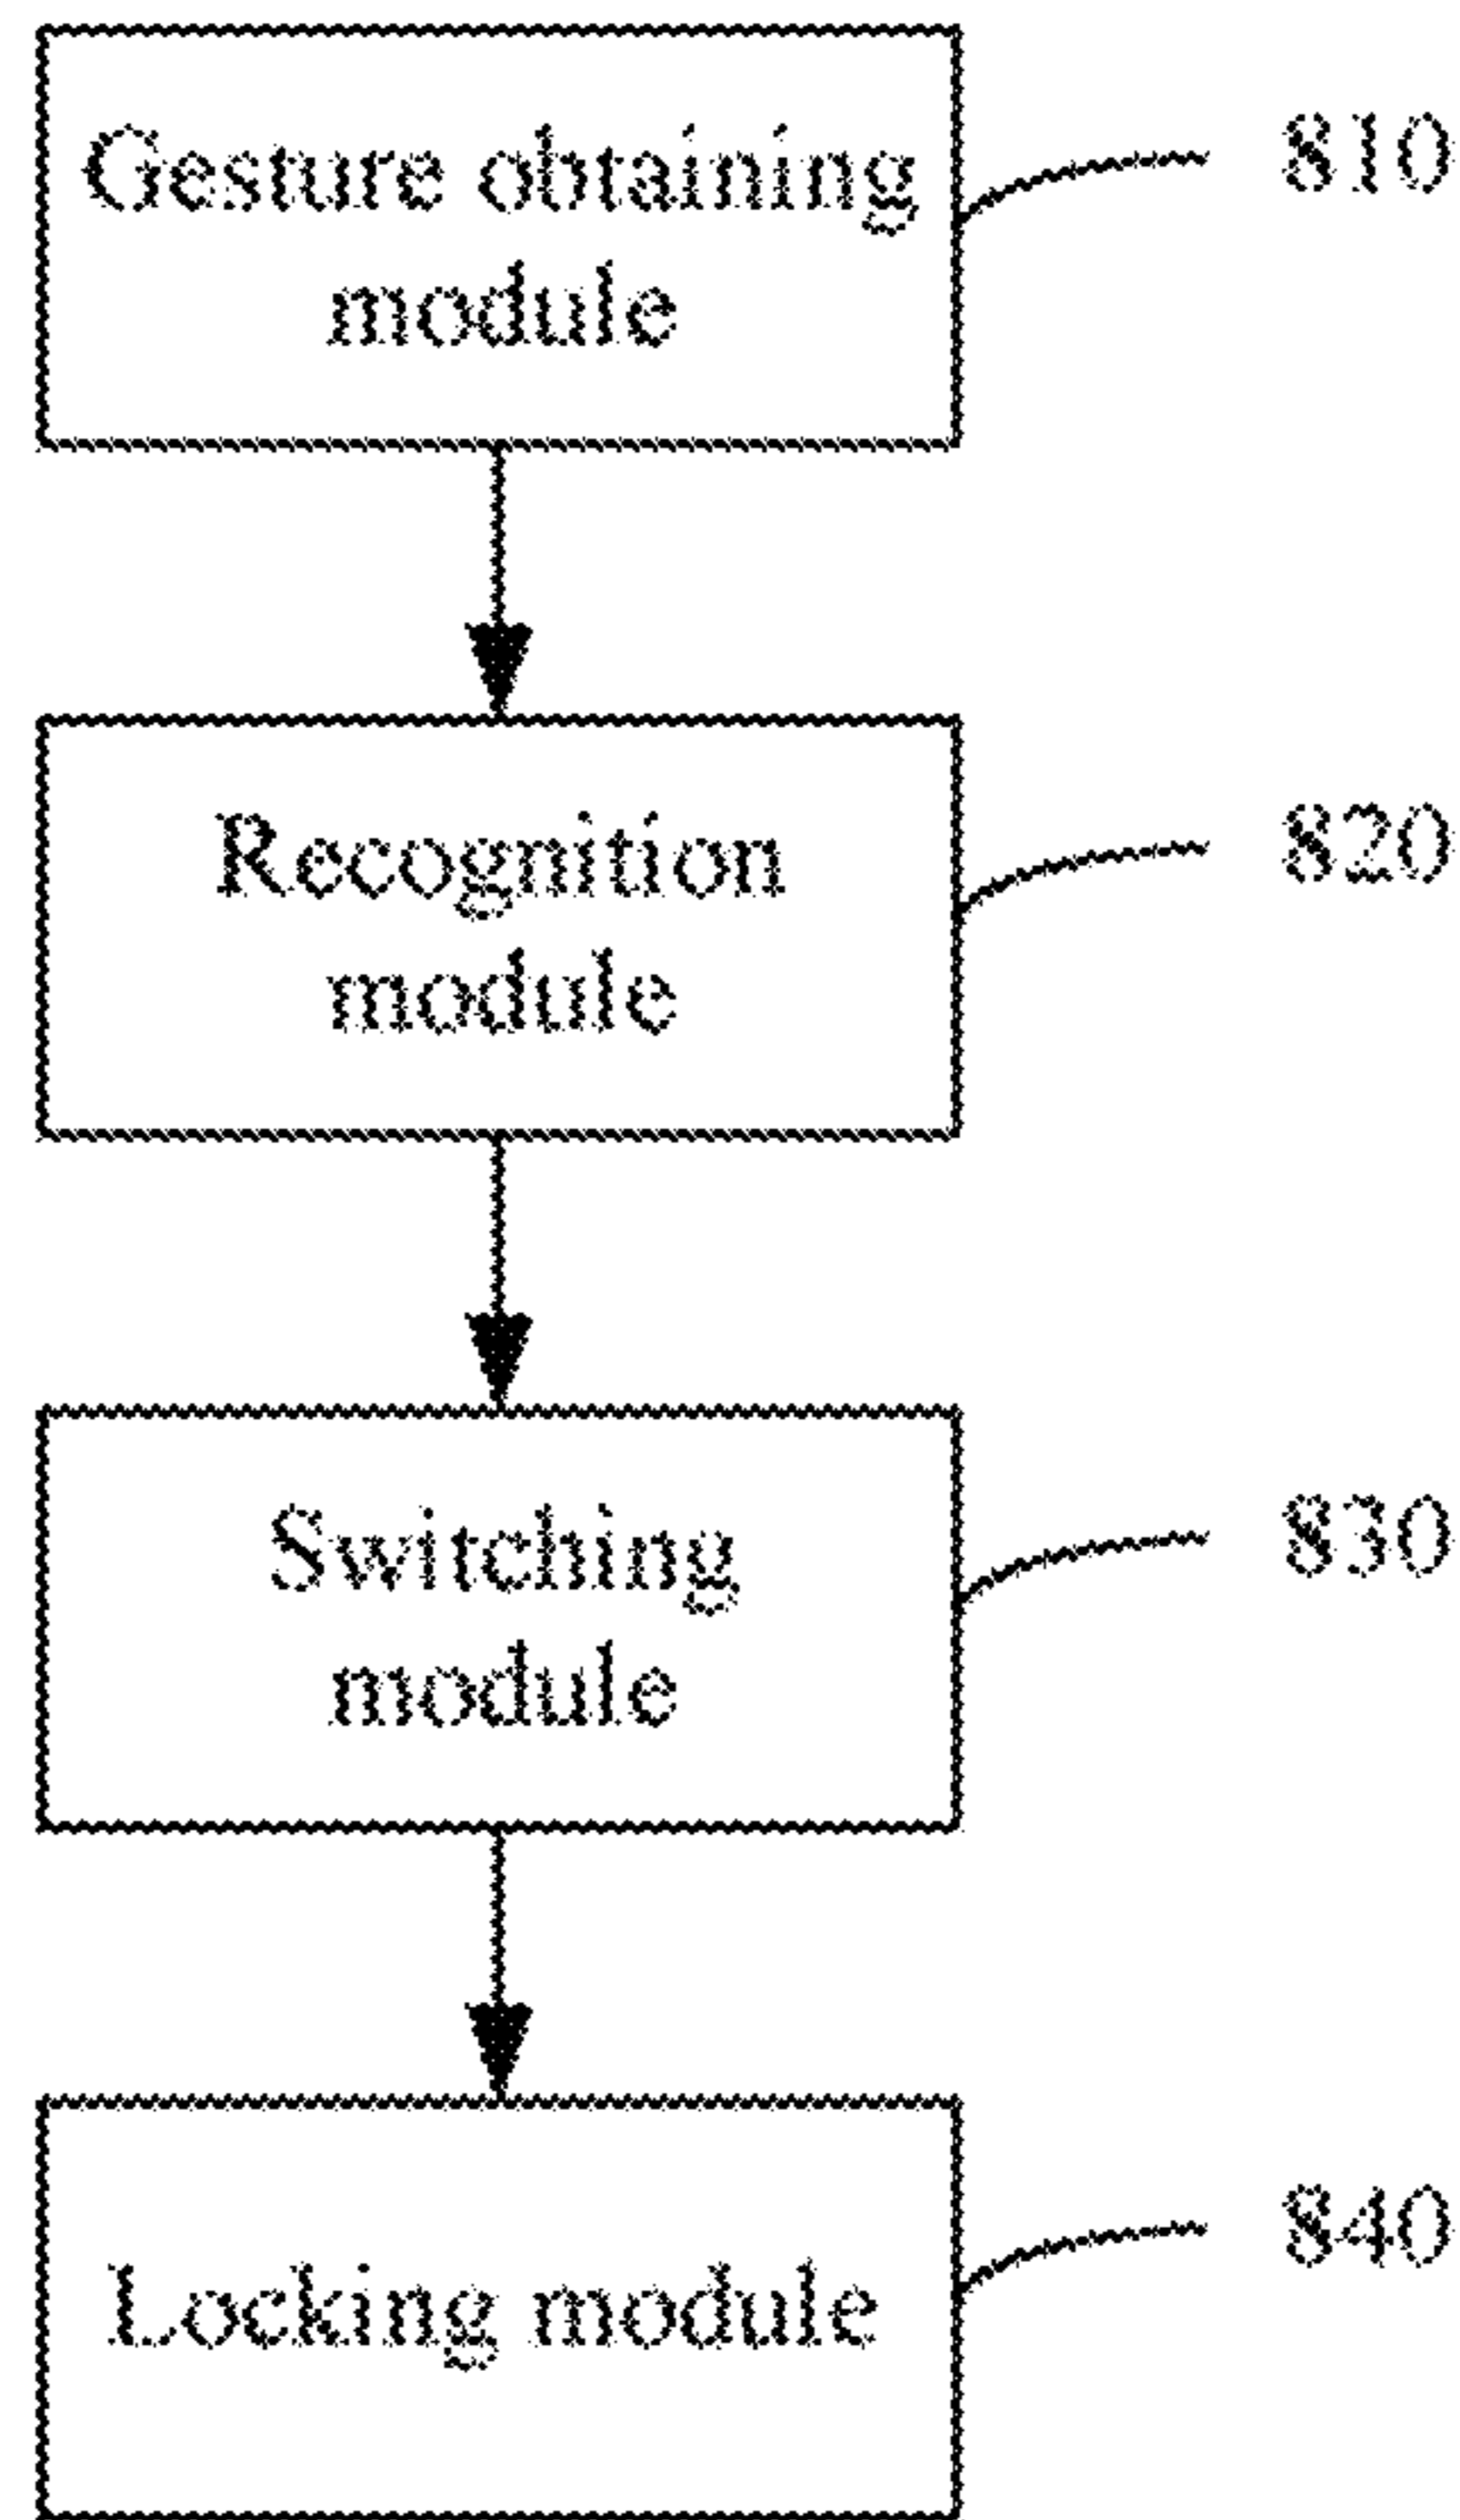 Gesture obtaining
module
810
Recognition
module
820
Switching
module
830
Locking module
840